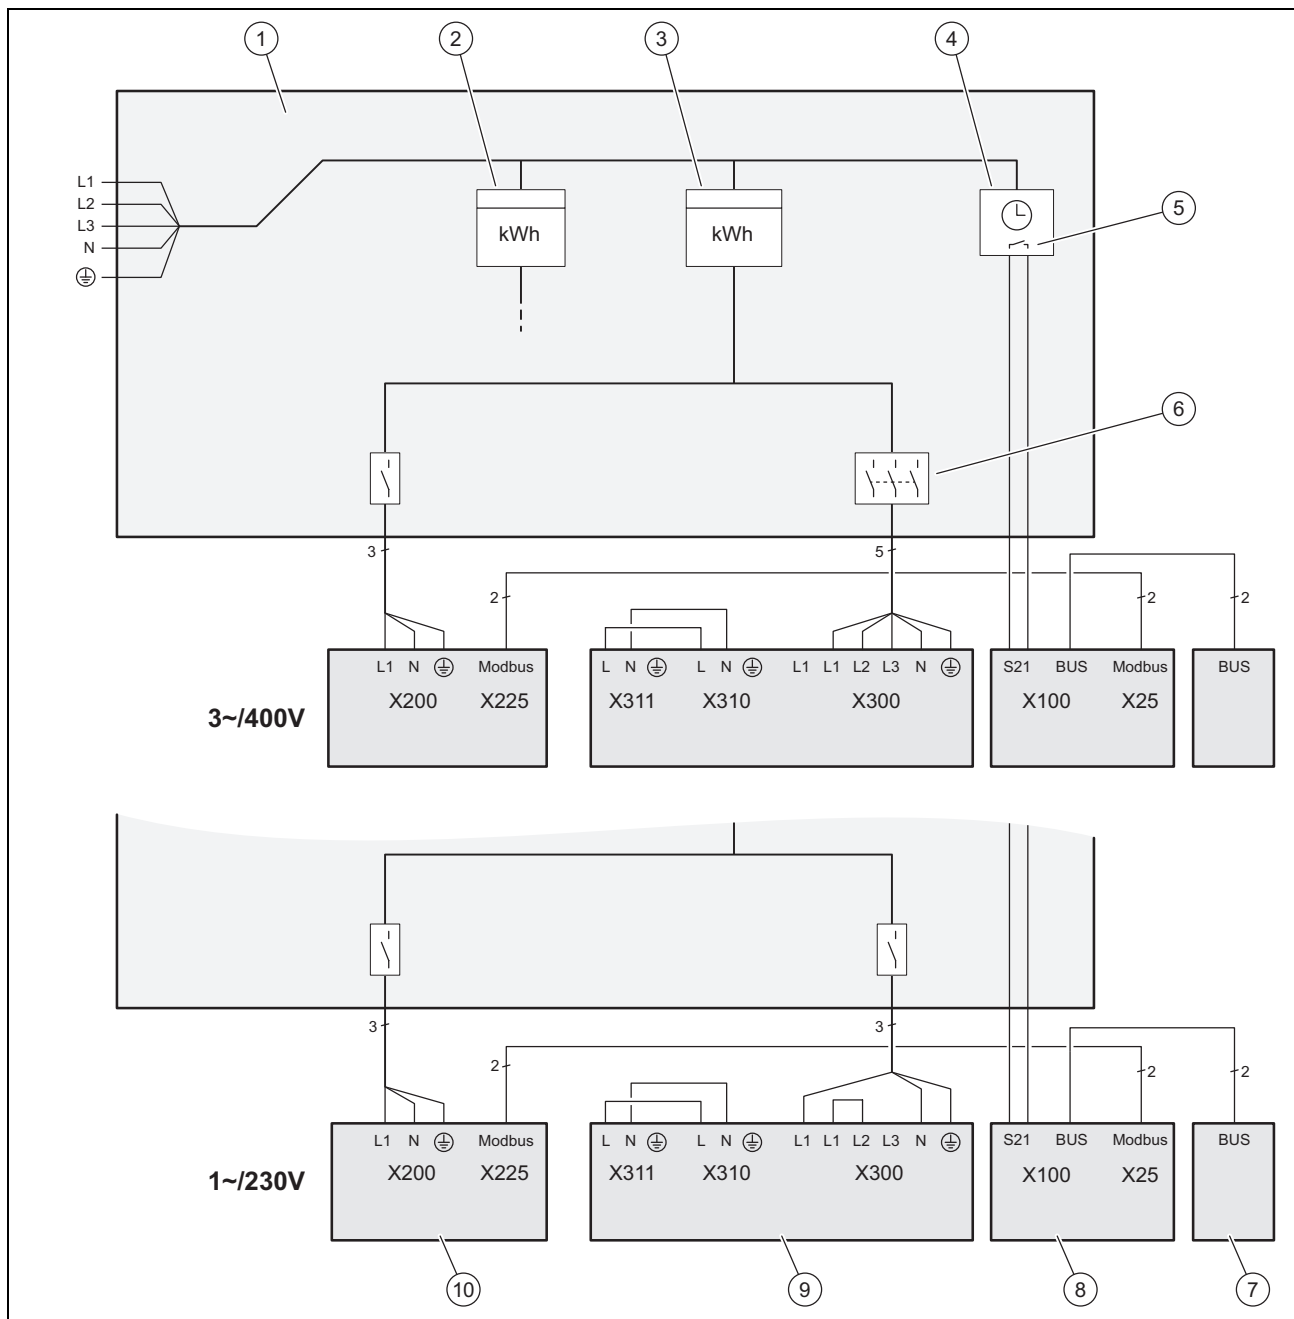 1 2 3 4
L1
L2
L3
N
kWh kWh
5
6
3 5
2 2 2
L1 N Modbus L N L N L1 L1 L2 L3 N S21 BUS Modbus BUS
X200 X225 X311 X310 X300 X100 X25
3~/400V
3 3
2 2 2
L1 N Modbus L N L N L1 L1 L2 L3 N S21 BUS Modbus BUS
X200 X225 X311 X310 X300 X100 X25
1~/230V
10 9 8 7